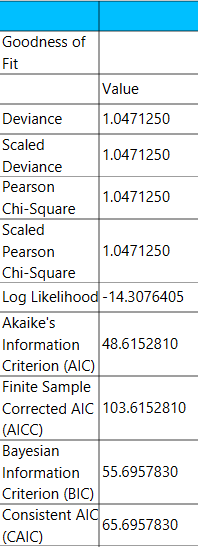 Goodness of
Fit
Value
Deviance 1.0471250
Scaled
Deviance 1.0471250
Pearson
Chi-Square 1.0471250
Scaled
Pearson
Chi-Square 1.0471250
Log Likelihood -14.3076405
Akaike's
Information
Criterion (AIC) 48.6152810
Finite Sample
Corrected AIC 103.6152810
(AICC)
Bayesian
Information
Criterion (BIC) 55.6957830
Consistent AIC
(CAIC) 65.6957830